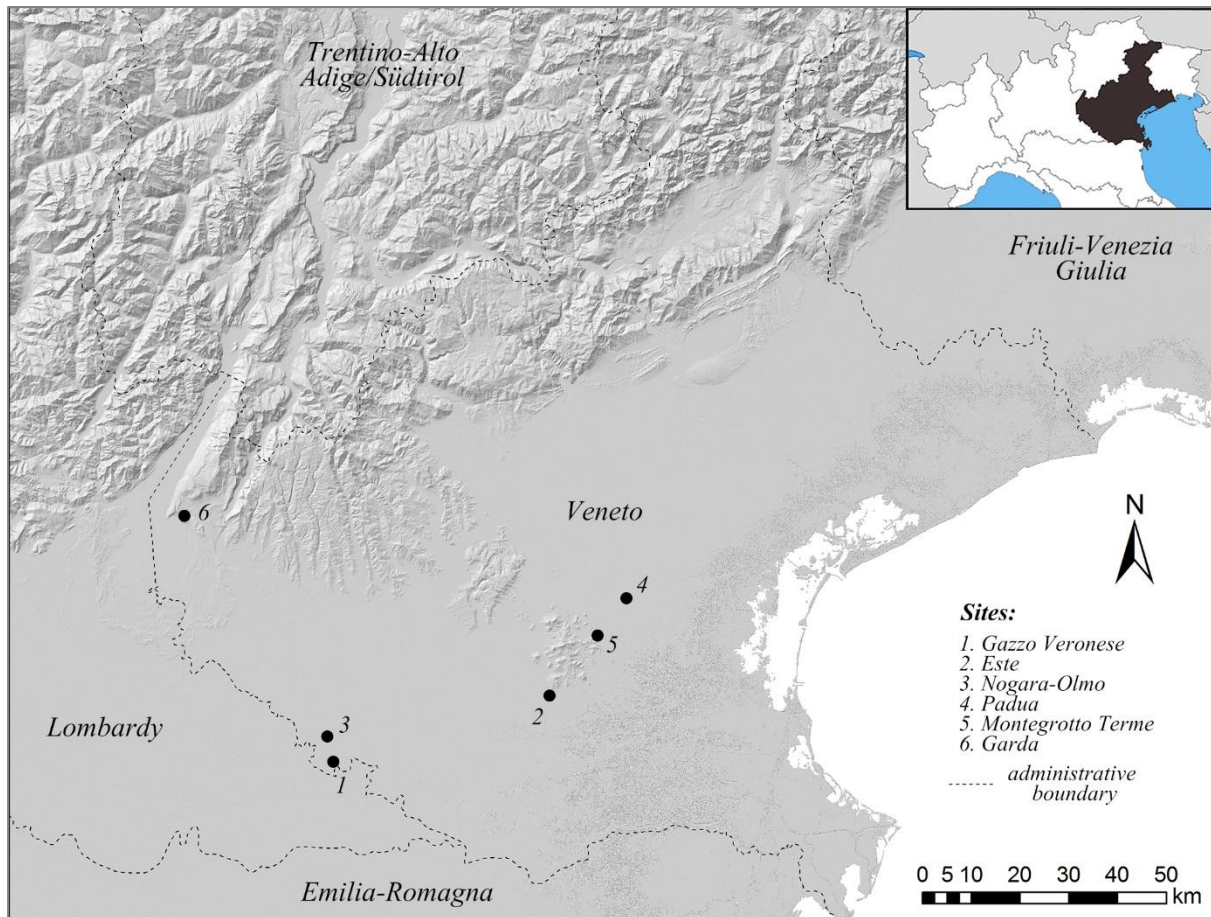 Trentino-Alto
Adige/Südtirol
Friuli-Venezia
Giulia
Veneto
Lombardy
Emilia-Romagna
6
4
5
2
3
1
N
Sites:
1. Gazzo Veronese
2. Este
3. Nogara-Olmo
4. Padua
5. Montegrotto Terme
6. Garda
administrative
boundary
0 5 10 20 30 40 50
km